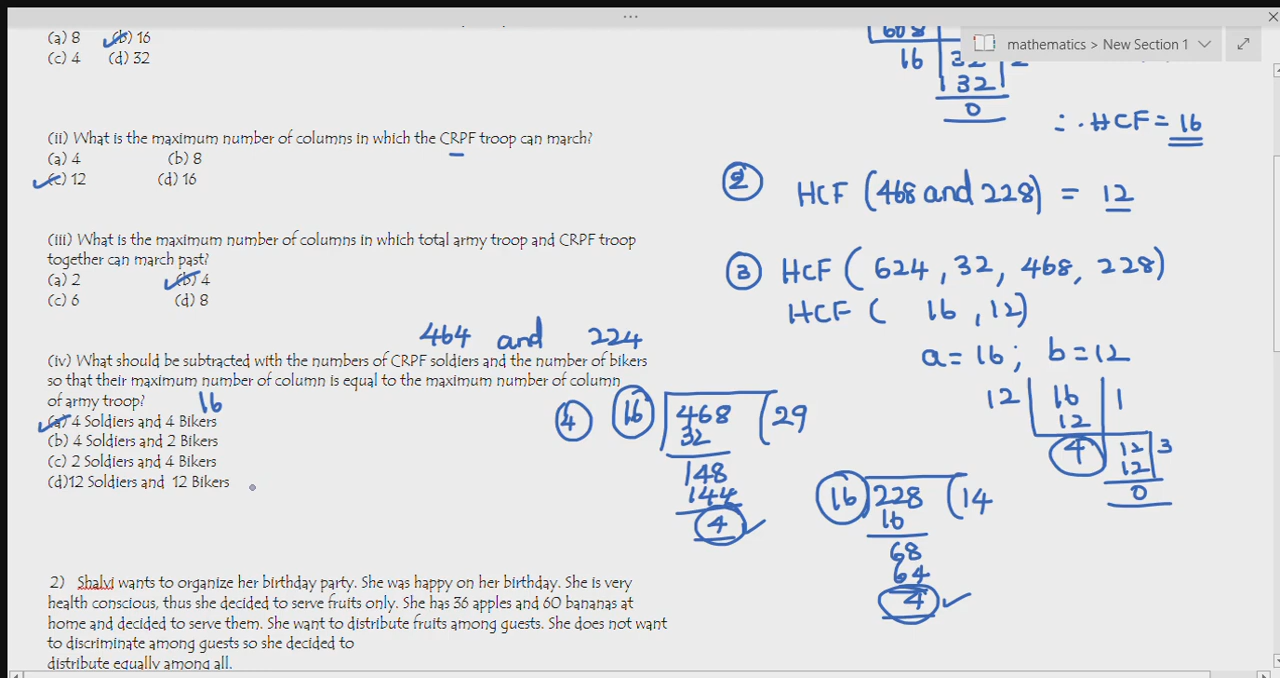 mathematics > New Section 1
(a) 8 (b) 16
(c) 4 (d) 32
(ii) What is the maximum number of columns in which the CRPF troop can march?
(a) 4 (b) 8
(c) 12 (d) 16
(iii) What is the maximum number of columns in which total army troop and CRPF troop
together can march past?
(a) 2 (b) 4
(c) 6 (d) 8
464 and 224
(iv) What should be subtracted with the numbers of CRPF soldiers and the number of bikers
so that their maximum number of column is equal to the maximum number of column
of army troop? 16
(a) 4 Soldiers and 4 Bikers
(b) 4 Soldiers and 2 Bikers
(c) 2 Soldiers and 4 Bikers
(d)12 Soldiers and 12 Bikers
2) Shalvi wants to organize her birthday party. She was happy on her birthday. She is very
health conscious, thus she decided to serve fruits only. She has 36 apples and 60 bananas at
home and decided to serve them. She want to distribute fruits among guests. She does not want
to discriminate among guests so she decided to
distribute equally among all.
608
16 32 2
32
0
∴ HCF = 16
2 HCF (468 and 228) = 12
3 HCF ( 624 , 32, 468, 228)
HCF ( 16 , 12)
a = 16 ; b = 12
12 16 1
12
4 12 3
12
0
4 16 468 29
32
148
144
4
16 228 14
16
68
64
4